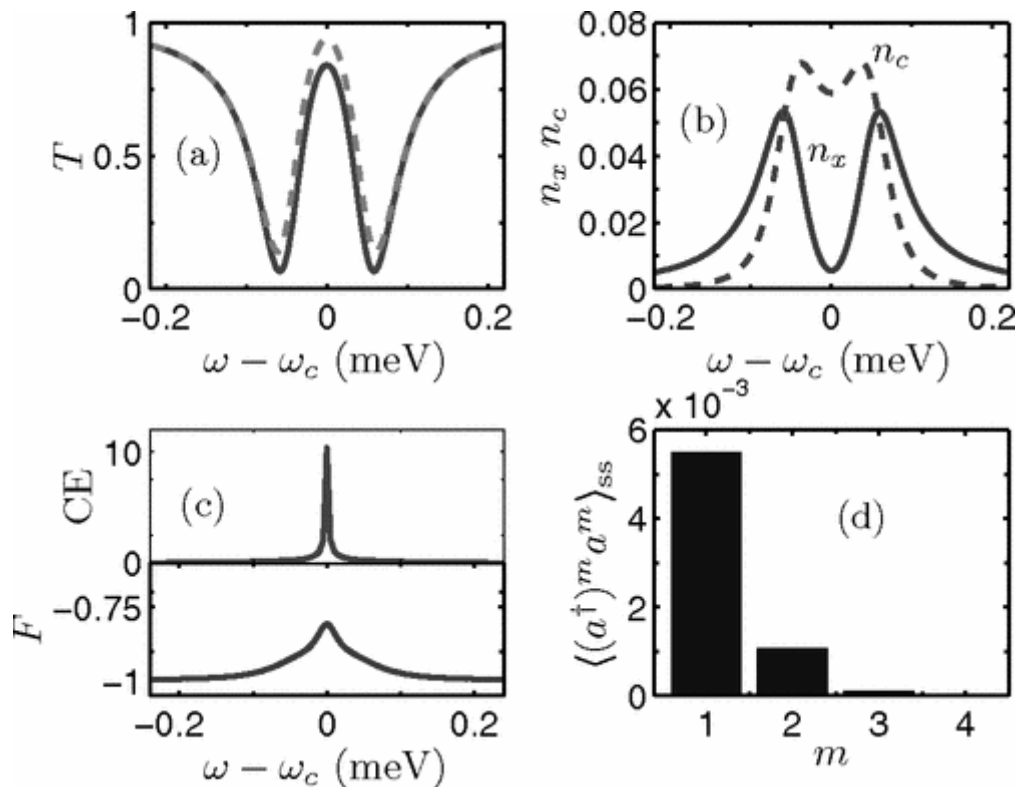 1
0.5
0
T
(a)
−0.2 0 0.2
ω − ω_c (meV)
0.08
0.06
0.04
0.02
0
n_x n_c
n_c
n_x
(b)
−0.2 0 0.2
ω − ω_c (meV)
10
0
CE
(c)
−0.75
−1
F
−0.2 0 0.2
ω − ω_c (meV)
x 10⁻³
6
4
2
0
⟨(a†)ᵐaᵐ⟩ₛₛ
(d)
1 2 3 4
m